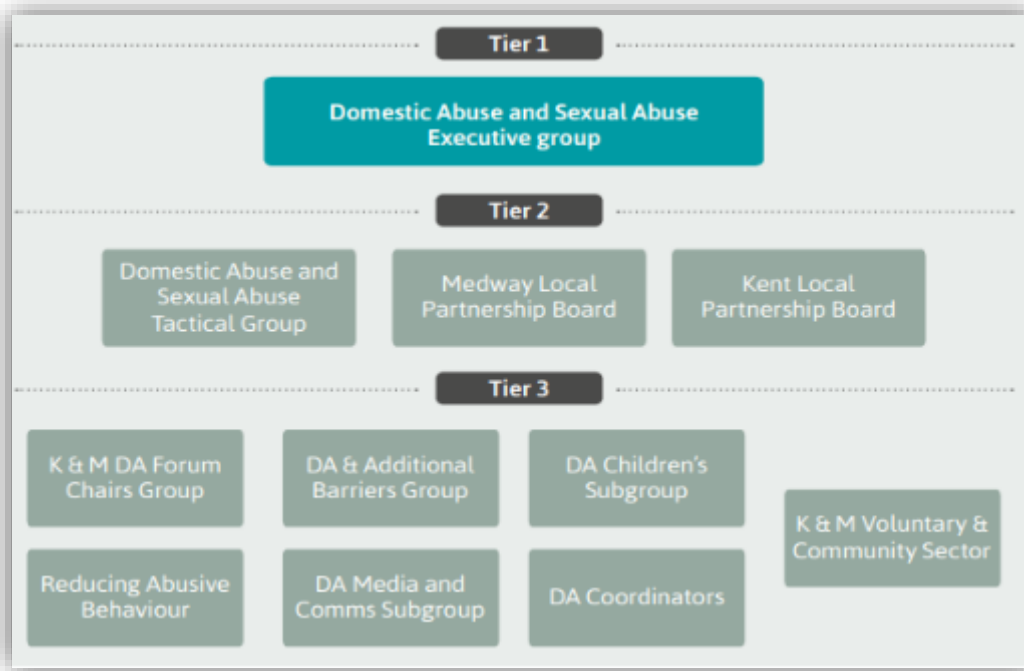 Tier 1
Domestic Abuse and Sexual Abuse
Executive group
Tier 2
Domestic Abuse and
Sexual Abuse
Tactical Group
Medway Local
Partnership Board
Kent Local
Partnership Board
Tier 3
K & M DA Forum
Chairs Group
DA & Additional
Barriers Group
DA Children’s
Subgroup
K & M Voluntary &
Community Sector
Reducing Abusive
Behaviour
DA Media and
Comms Subgroup
DA Coordinators